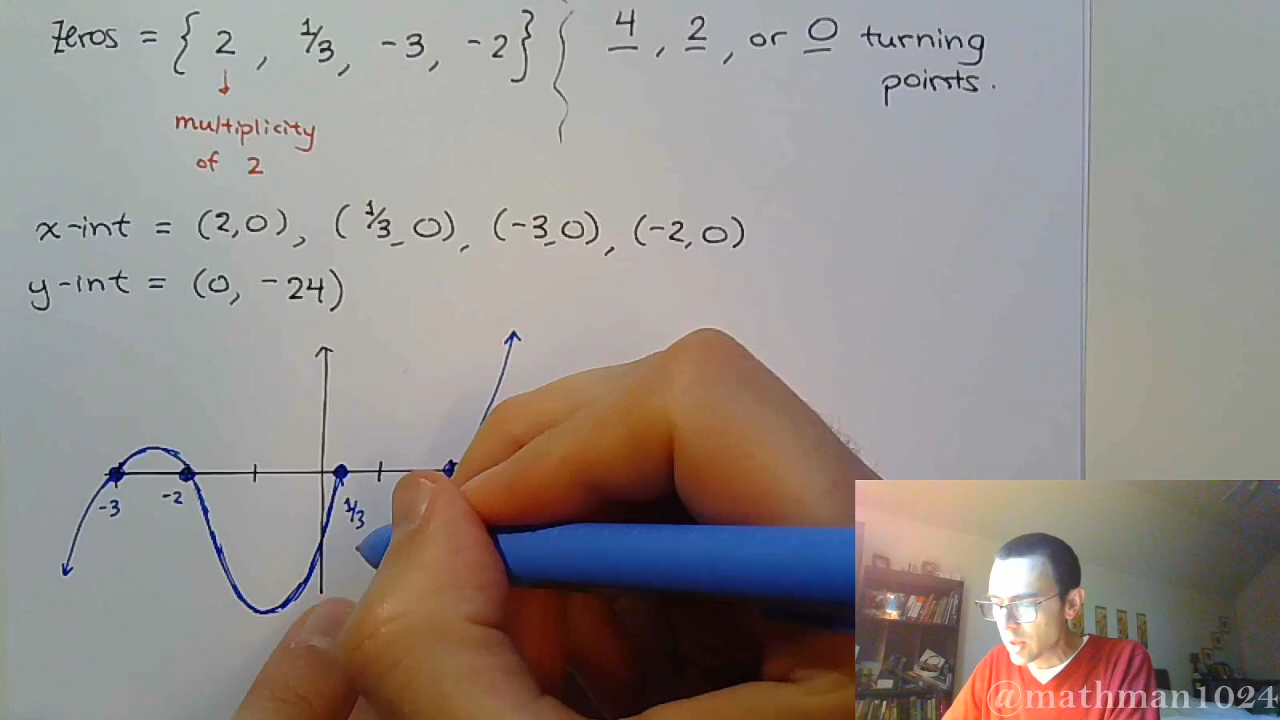 Zeros = { 2 , 1/3, -3, -2 } { 4, 2, or 0 turning
points.
multiplicity
of 2
x-int = (2,0), (1/3, 0), (-3,0), (-2,0)
y-int = (0, -24)
-3
-2
1/3
@mathman1024